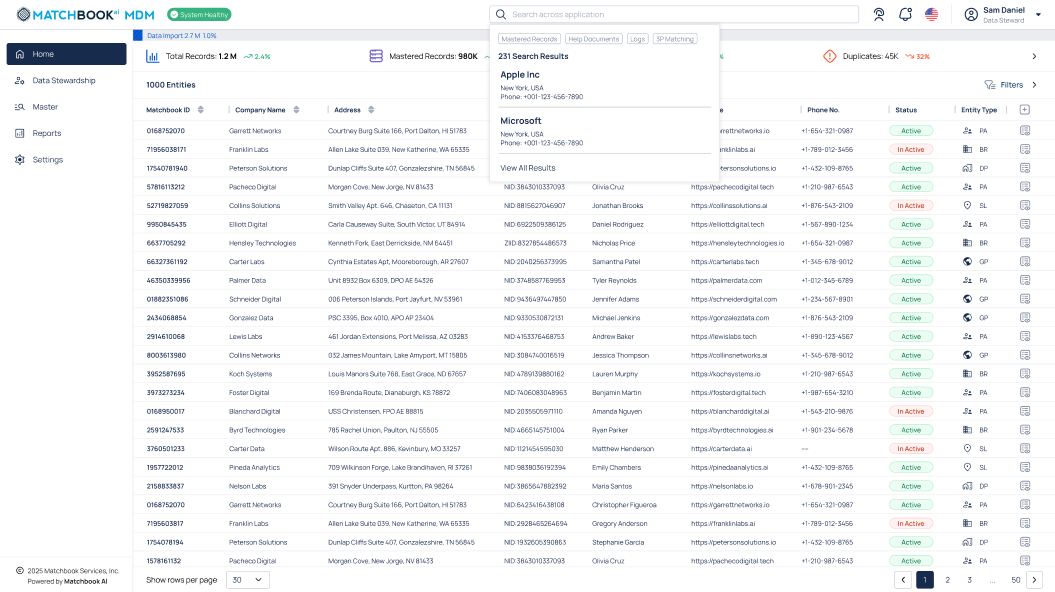 MATCHBOOK ai MDM
System Healthy
Search across application
Sam Daniel
Data Steward
Home
Data Stewardship
Master
Reports
Settings
© 2025 Matchbook Services, Inc.
Powered by Matchbook AI
Data Import 2.7 M 1.0%
Total Records: 1.2 M 2.4%
Mastered Records: 980K
%
Duplicates: 45K 32%
Mastered Records Help Documents Logs 3P Matching
231 Search Results
Apple Inc
New York, USA
Phone: +001-123-456-7890
Microsoft
New York, USA
Phone: +001-123-456-7890
View All Results
1000 Entities
Filters
Matchbook ID Company Name Address e Phone No. Status Entity Type
0168752070 Garrett Networks Courtney Burg Suite 166, Port Dalton, HI 51783 rrettnetworks.io +1-654-321-0987 Active PA
71956038171 Franklin Labs Allen Lake Suite 039, New Katherine, WA 65335 anklinlabs.io +1-789-012-3456 In Active BR
17540781940 Peterson Solutions Dunlap Cliffs Suite 407, Gonzalezshire, TN 56845 etersonsolutions.io +1-432-109-8765 Active DP
57816113212 Pacheco Digital Morgan Cove, New Jorge, NV 81433 NID:3843010337093 Olivia Cruz https://pachecodigital.tech +1-210-987-6543 Active PA
52719827059 Collins Solutions Smith Valley Apt. 646, Chaseton, CA 11131 NID:8815627046907 Jonathan Brooks https://collinssolutions.ai +1-876-543-2109 In Active SL
9950845435 Elliott Digital Carla Causeway Suite, South Victor, UT 84914 NID:6922509386125 Daniel Rodriguez https://elliottdigital.tech +1-567-890-1234 Active PA
6637705292 Hensley Technologies Kenneth Fork, East Derrickside, NM 64451 ZIID:8327854486573 Nicholas Price https://hensleytechnologies.io +1-654-321-0987 Active BR
66327361192 Carter Labs Cynthia Estates Apt, Mooreborough, AR 27607 NID:2040256373995 Samantha Patel https://carterlabs.tech +1-345-678-9012 Active GP
46350339956 Palmer Data Unit 8932 Box 6309, DPO AE 54326 NID:3748587769953 Tyler Reynolds https://palmerdata.com +1-012-345-6789 Active PA
01882351086 Schneider Digital 006 Peterson Islands, Port Jayfurt, NV 53961 NID:9436497447850 Jennifer Adams https://schneiderdigital.com +1-234-567-8901 Active GP
2434068854 Gonzalez Data PSC 3395, Box 4010, APO AP 23404 NID:9330530872131 Michael Jenkins https://gonzalezdata.com +1-876-543-2109 Active GP
2914610068 Lewis Labs 461 Jordan Extensions, Port Melissa, AZ 03283 NID:4153376468753 Andrew Baker https://lewislabs.tech +1-890-123-4567 Active PA
8003613980 Collins Networks 032 James Mountain, Lake Amyport, MT 15805 NID:3084740016519 Jessica Thompson https://collinsnetworks.ai +1-345-678-9012 Active GP
3952587695 Koch Systems Louis Manors Suite 768, East Grace, ND 67657 NID:4789139880162 Lauren Murphy https://kochsystems.io +1-210-987-6543 Active BR
3973273234 Foster Digital 169 Brenda Route, Dianaburgh, KS 78872 NID:7406083048963 Benjamin Martin https://fosterdigital.tech +1-987-654-3210 Active PA
0168950017 Blanchard Digital USS Christensen, FPO AE 88815 NID:2035505971110 Amanda Nguyen https://blancharddigital.ai +1-543-210-9876 In Active PA
2591247533 Byrd Technologies 785 Rachel Union, Paulton, NJ 55505 NID:4665145751004 Ryan Parker https://byrdtechnologies.ai +1-901-234-5678 Active BR
3760501233 Carter Data Wilson Route Apt. 886, Kevinbury, MO 33257 NID:11214545950 30 Matthew Henderson https://carterdata.ai --- In Active SL
1957722012 Pineda Analytics 709 Wilkinson Forge, Lake Brandihaven, RI 37261 NID:9838036192394 Emily Chambers https://pinedaanalytics.ai +1-432-109-8765 Active SL
2158833837 Nelson Labs 391 Snyder Underpass, Kurtton, PA 98264 NID:3865647882392 Maria Santos https://nelsonlabs.io +1-678-901-2345 Active DP
0168752070 Garrett Networks Courtney Burg Suite 166, Port Dalton, HI 51783 NID:6423416438108 Christopher Figueroa https://garrettnetworks.io +1-654-321-0987 Active PA
7195603817 Franklin Labs Allen Lake Suite 039, New Katherine, WA 65335 NID:2928465264694 Gregory Anderson https://franklinlabs.ai +1-789-012-3456 In Active BR
1754078194 Peterson Solutions Dunlap Cliffs Suite 407, Gonzalezshire, TN 56845 NID:1932605390863 Stephanie Garcia https://petersonsolutions.io +1-432-109-8765 Active DP
1578161132 Pacheco Digital Morgan Cove, New Jorge, NV 81433 NID:3843010337093 Olivia Cruz https://pachecodigital.tech +1-210-987-6543 Active PA
Show rows per page 30
1 2 3 ... 50